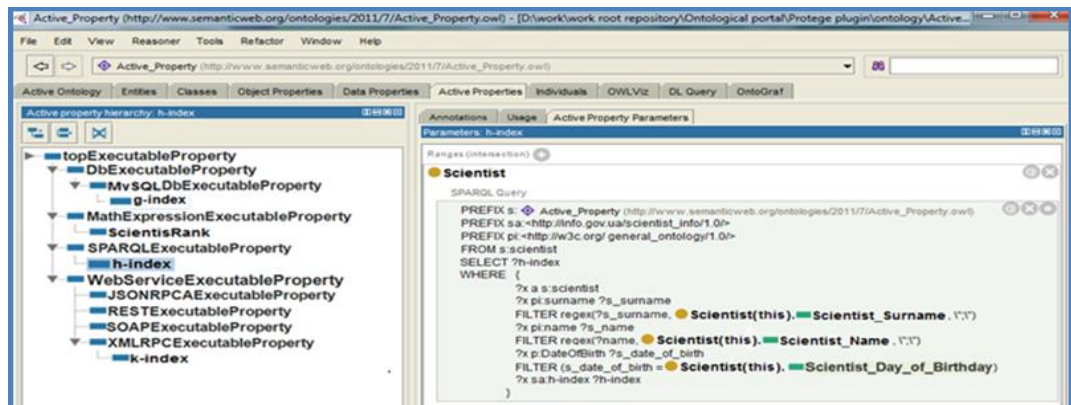 Active_Property (http://www.semanticweb.org/ontologies/2011/7/Active_Property.owl) - [D:\work\work root repository\Ontological portal\Protege plugin\ontology\Active...]
File Edit View Reasoner Tools Refactor Window Help
Active_Property (http://www.semanticweb.org/ontologies/2011/7/Active_Property.owl)
Active Ontology Entities Classes Object Properties Data Properties Active Properties Individuals OWLViz DL Query OntoGraf
Active property hierarchy: h-index
topExecutableProperty
DbExecutableProperty
MySQLDbExecutableProperty
g-index
MathExpressionExecutableProperty
ScientisRank
SPARQLExecutableProperty
h-index
WebServiceExecutableProperty
JSONRPCAExecutableProperty
RESTExecutableProperty
SOAPExecutableProperty
XMLRPCExecutableProperty
k-index
Annotations Usage Active Property Parameters
Parameters: h-index
Ranges (intersection)
Scientist
SPARQL Query
PREFIX s: Active_Property (http://www.semanticweb.org/ontologies/2011/7/Active_Property.owl)
PREFIX sa:<http://info.gov.ua/scientist_info/1.0/>
PREFIX pi:<http://w3c.org/ general_ontology/1.0/>
FROM s:scientist
SELECT ?h-index
WHERE {
?x a s:scientist
?x pi:surname ?s_surname
FILTER regex(?s_surname, Scientist(this). Scientist_Surname , \";\")
?x pi:name ?s_name
FILTER regex(?name, Scientist(this). Scientist_Name , \";\")
?x p:DateOfBirth ?s_date_of_birth
FILTER (s_date_of_birth = Scientist(this). Scientist_Day_of_Birthday)
?x sa:h-index ?h-index
}